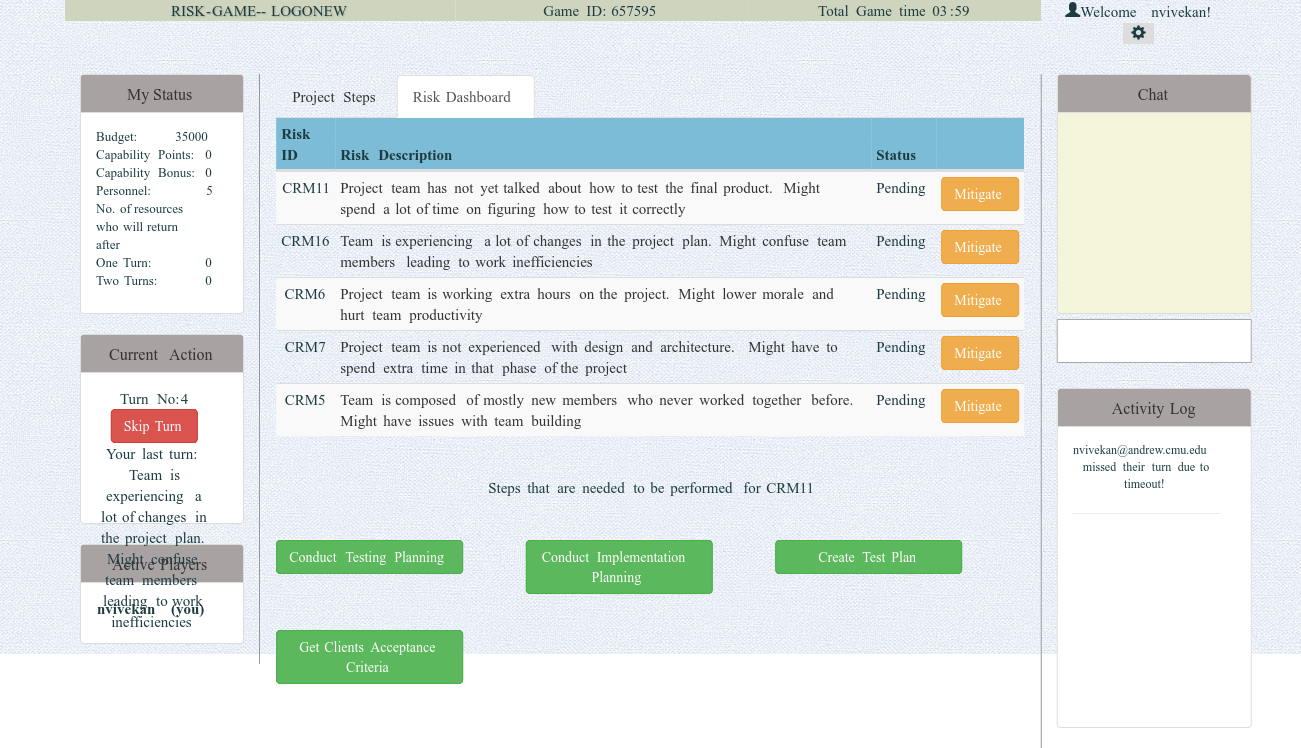 RISK-GAME-- LOGONEW
Game ID: 657595
Total Game time 03:59
Welcome nvivekan!
My Status
Budget: 35000
Capability Points: 0
Capability Bonus: 0
Personnel: 5
No. of resources
who will return
after
One Turn: 0
Two Turns: 0
Current Action
Turn No:4
Skip Turn
Your last turn:
Team is
experiencing a
lot of changes in
the project plan.
Might confuse
team members
leading to work
inefficiencies
Active Players
nvivekan (you)
Project Steps
Risk Dashboard
Risk
ID
Risk Description
Status
CRM11 Project team has not yet talked about how to test the final product. Might Pending Mitigate
spend a lot of time on figuring how to test it correctly
CRM16 Team is experiencing a lot of changes in the project plan. Might confuse team Pending Mitigate
members leading to work inefficiencies
CRM6 Project team is working extra hours on the project. Might lower morale and Pending Mitigate
hurt team productivity
CRM7 Project team is not experienced with design and architecture. Might have to Pending Mitigate
spend extra time in that phase of the project
CRM5 Team is composed of mostly new members who never worked together before. Pending Mitigate
Might have issues with team building
Steps that are needed to be performed for CRM11
Conduct Testing Planning
Conduct Implementation
Planning
Create Test Plan
Get Clients Acceptance
Criteria
Chat
Activity Log
nvivekan@andrew.cmu.edu
missed their turn due to
timeout!